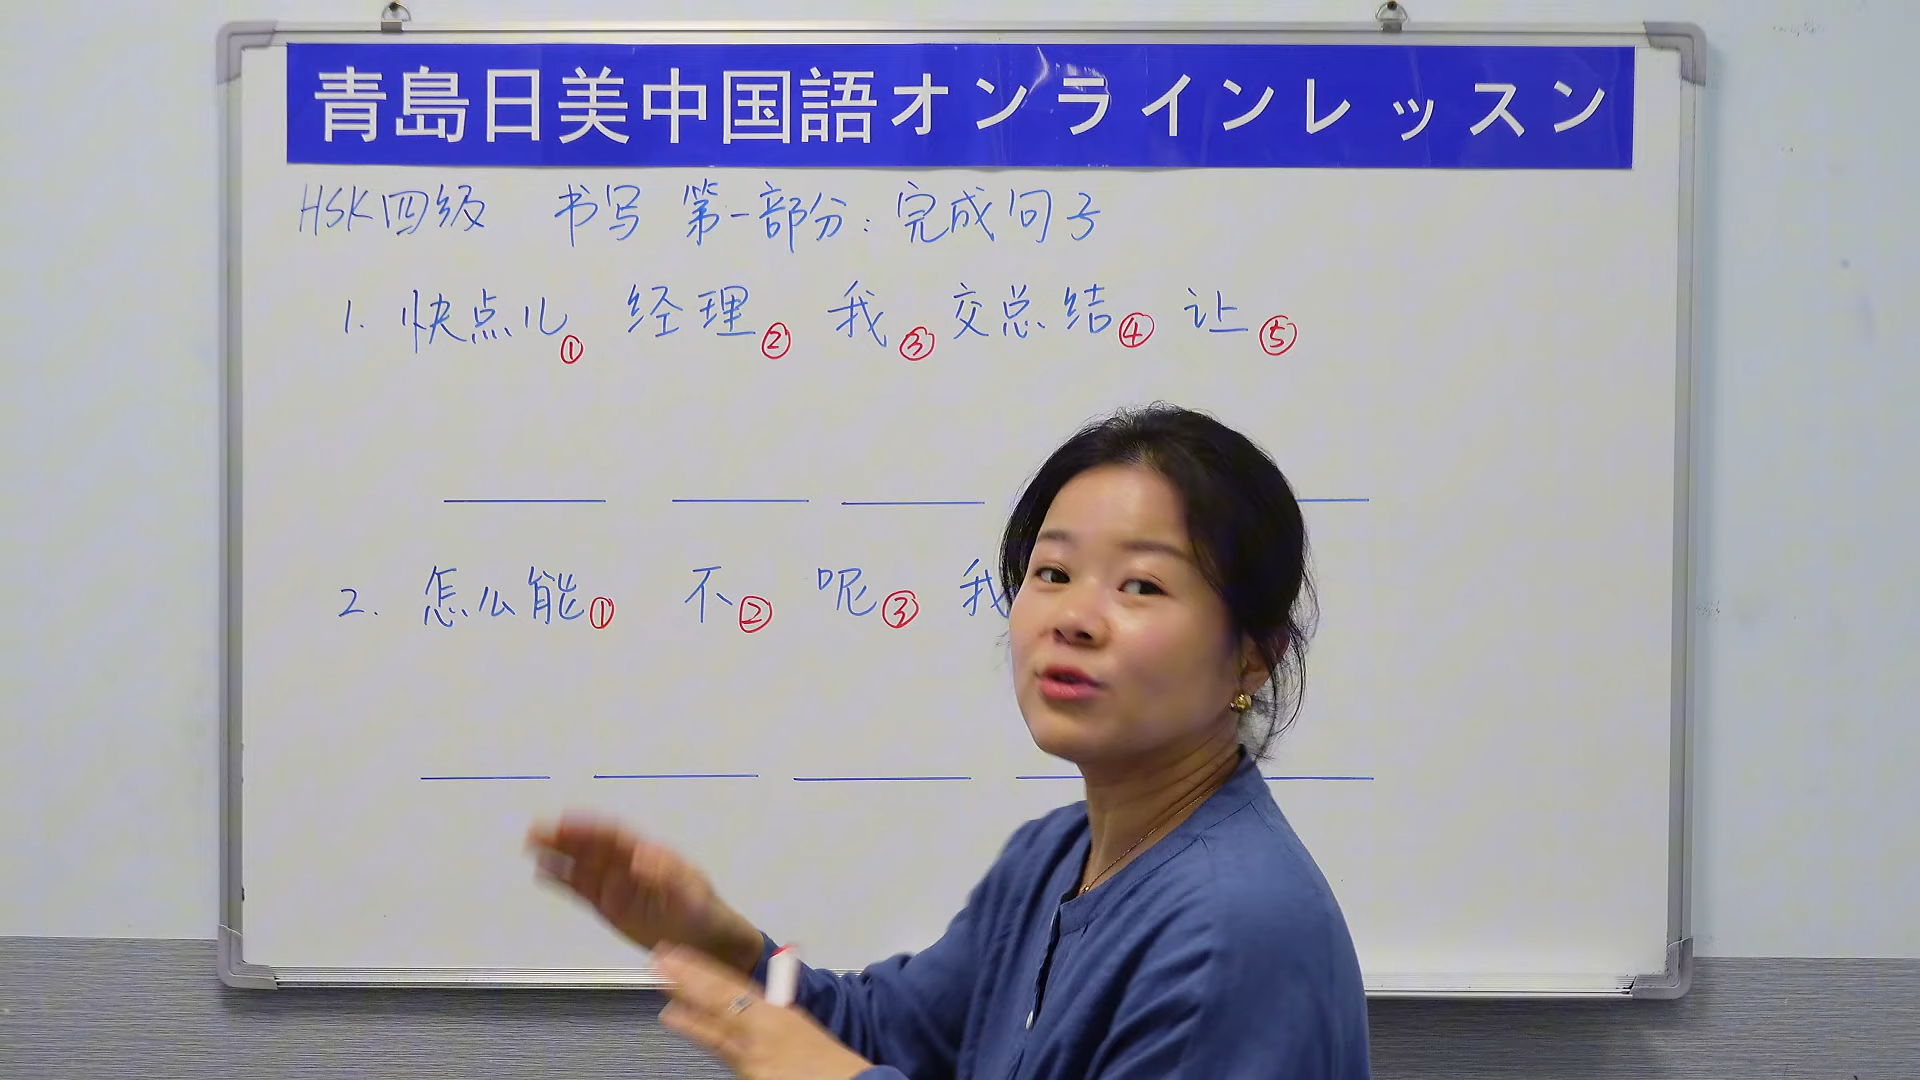 青島日美中国語オンラインレッスン
HSK四级 书写 第一部分:完成句子
1. 快点儿① 经理② 我③ 交总结④ 让⑤
2. 怎么能① 不② 呢③ 我